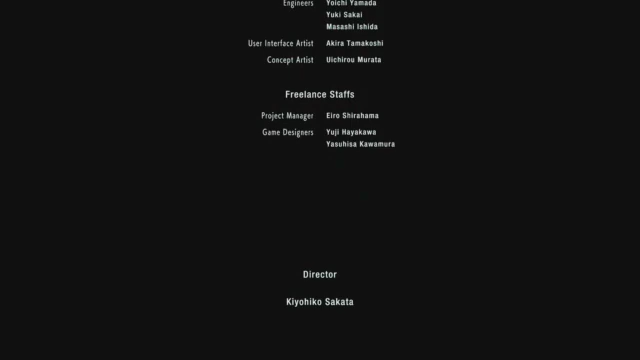 Engineers Yoichi Yamada
Yuki Sakai
Masashi Ishida
User Interface Artist Akira Tamakoshi
Concept Artist Uichirou Murata
Freelance Staffs
Project Manager Eiro Shirahama
Game Designers Yuji Hayakawa
Yasuhisa Kawamura
Director
Kiyohiko Sakata